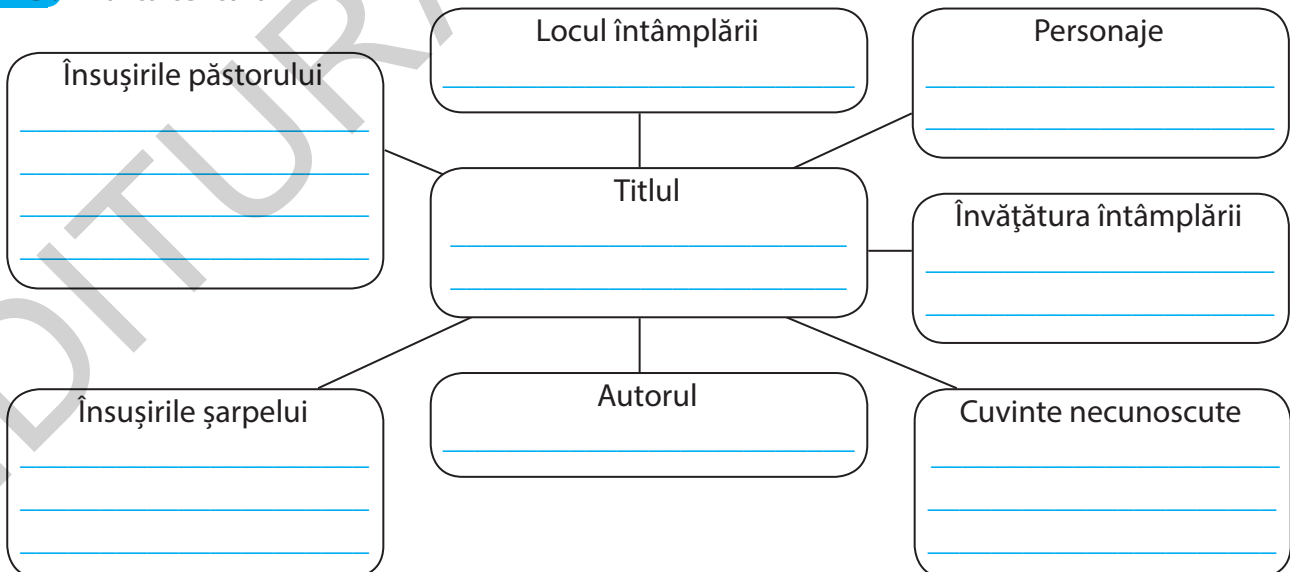 Locul întâmplării
Personaje
Însușirile păstorului
Titlul
Învăţătura întâmplării
Însușirile șarpelui
Autorul
Cuvinte necunoscute